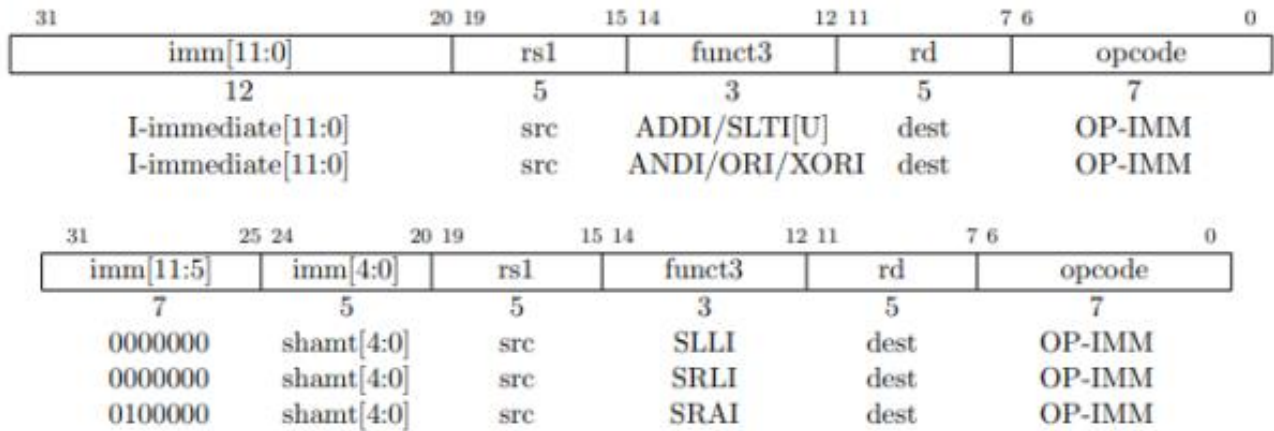 31 20 19 15 14 12 11 7 6 0
imm[11:0] rs1 funct3 rd opcode
12 5 3 5 7
I-immediate[11:0] src ADDI/SLTI[U] dest OP-IMM
I-immediate[11:0] src ANDI/ORI/XORI dest OP-IMM
31 25 24 20 19 15 14 12 11 7 6 0
imm[11:5] imm[4:0] rs1 funct3 rd opcode
7 5 5 3 5 7
0000000 shamt[4:0] src SLLI dest OP-IMM
0000000 shamt[4:0] src SRLI dest OP-IMM
0100000 shamt[4:0] src SRAI dest OP-IMM